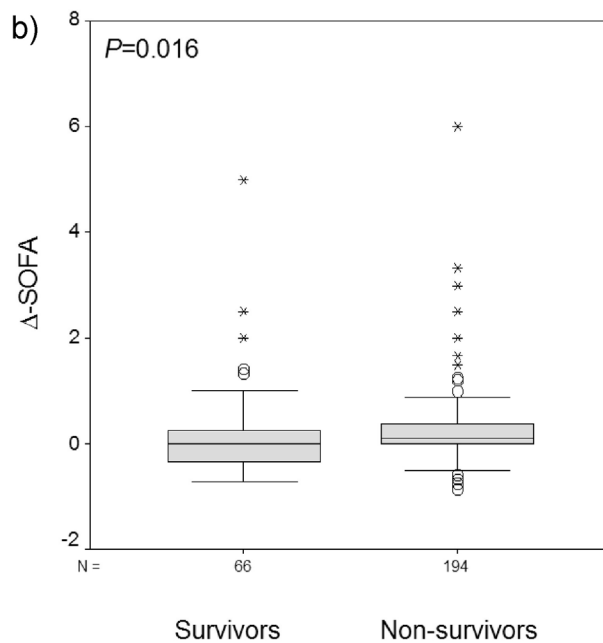 b)
P=0.016
Δ-SOFA
8
6
4
2
0
-2
N = 66 194
Survivors Non-survivors